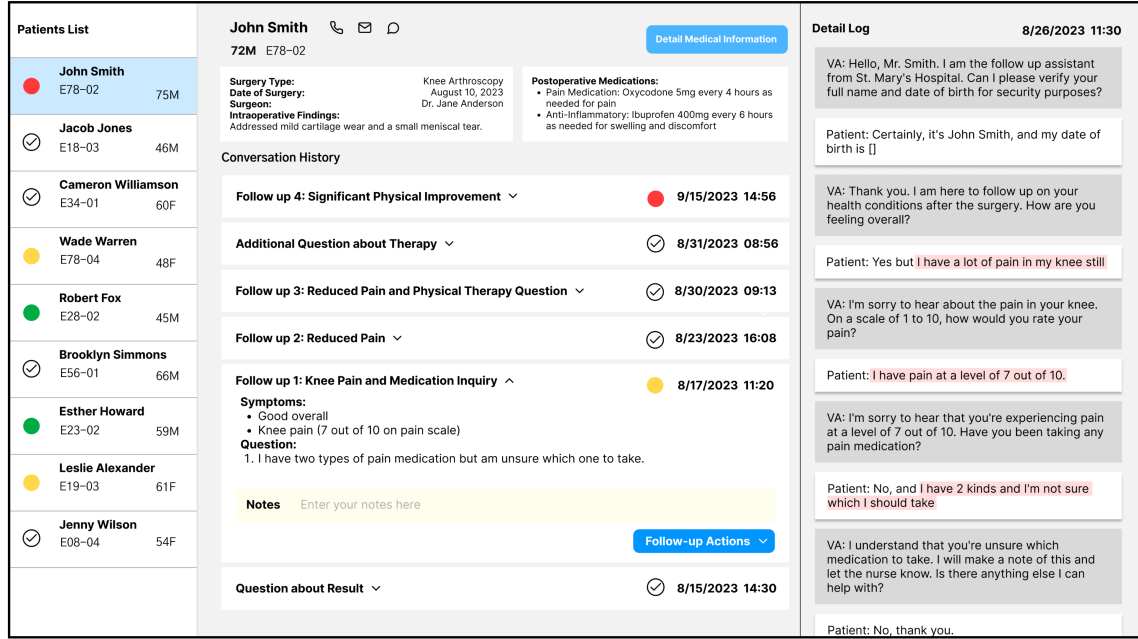 Patients List
John Smith
E78-02
75M
Jacob Jones
E18-03
46M
Cameron Williamson
E34-01
60F
Wade Warren
E78-04
48F
Robert Fox
E28-02
45M
Brooklyn Simmons
E56-01
66M
Esther Howard
E23-02
59M
Leslie Alexander
E19-03
61F
Jenny Wilson
E08-04
54F
John Smith
72M E78-02
Detail Medical Information
Surgery Type: Knee Arthroscopy
Date of Surgery: August 10, 2023
Surgeon: Dr. Jane Anderson
Intraoperative Findings:
Addressed mild cartilage wear and a small meniscal tear.
Postoperative Medications:
• Pain Medication: Oxycodone 5mg every 4 hours as
needed for pain
• Anti-Inflammatory: Ibuprofen 400mg every 6 hours
as needed for swelling and discomfort
Conversation History
Follow up 4: Significant Physical Improvement 9/15/2023 14:56
Additional Question about Therapy 8/31/2023 08:56
Follow up 3: Reduced Pain and Physical Therapy Question 8/30/2023 09:13
Follow up 2: Reduced Pain 8/23/2023 16:08
Follow up 1: Knee Pain and Medication Inquiry 8/17/2023 11:20
Symptoms:
• Good overall
• Knee pain (7 out of 10 on pain scale)
Question:
1. I have two types of pain medication but am unsure which one to take.
Notes Enter your notes here
Follow-up Actions
Question about Result 8/15/2023 14:30
Detail Log 8/26/2023 11:30
VA: Hello, Mr. Smith. I am the follow up assistant
from St. Mary's Hospital. Can I please verify your
full name and date of birth for security purposes?
Patient: Certainly, it's John Smith, and my date of
birth is []
VA: Thank you. I am here to follow up on your
health conditions after the surgery. How are you
feeling overall?
Patient: Yes but I have a lot of pain in my knee still
VA: I'm sorry to hear about the pain in your knee.
On a scale of 1 to 10, how would you rate your
pain?
Patient: I have pain at a level of 7 out of 10.
VA: I'm sorry to hear that you're experiencing pain
at a level of 7 out of 10. Have you been taking any
pain medication?
Patient: No, and I have 2 kinds and I'm not sure
which I should take
VA: I understand that you're unsure which
medication to take. I will make a note of this and
let the nurse know. Is there anything else I can
help with?
Patient: No, thank you.